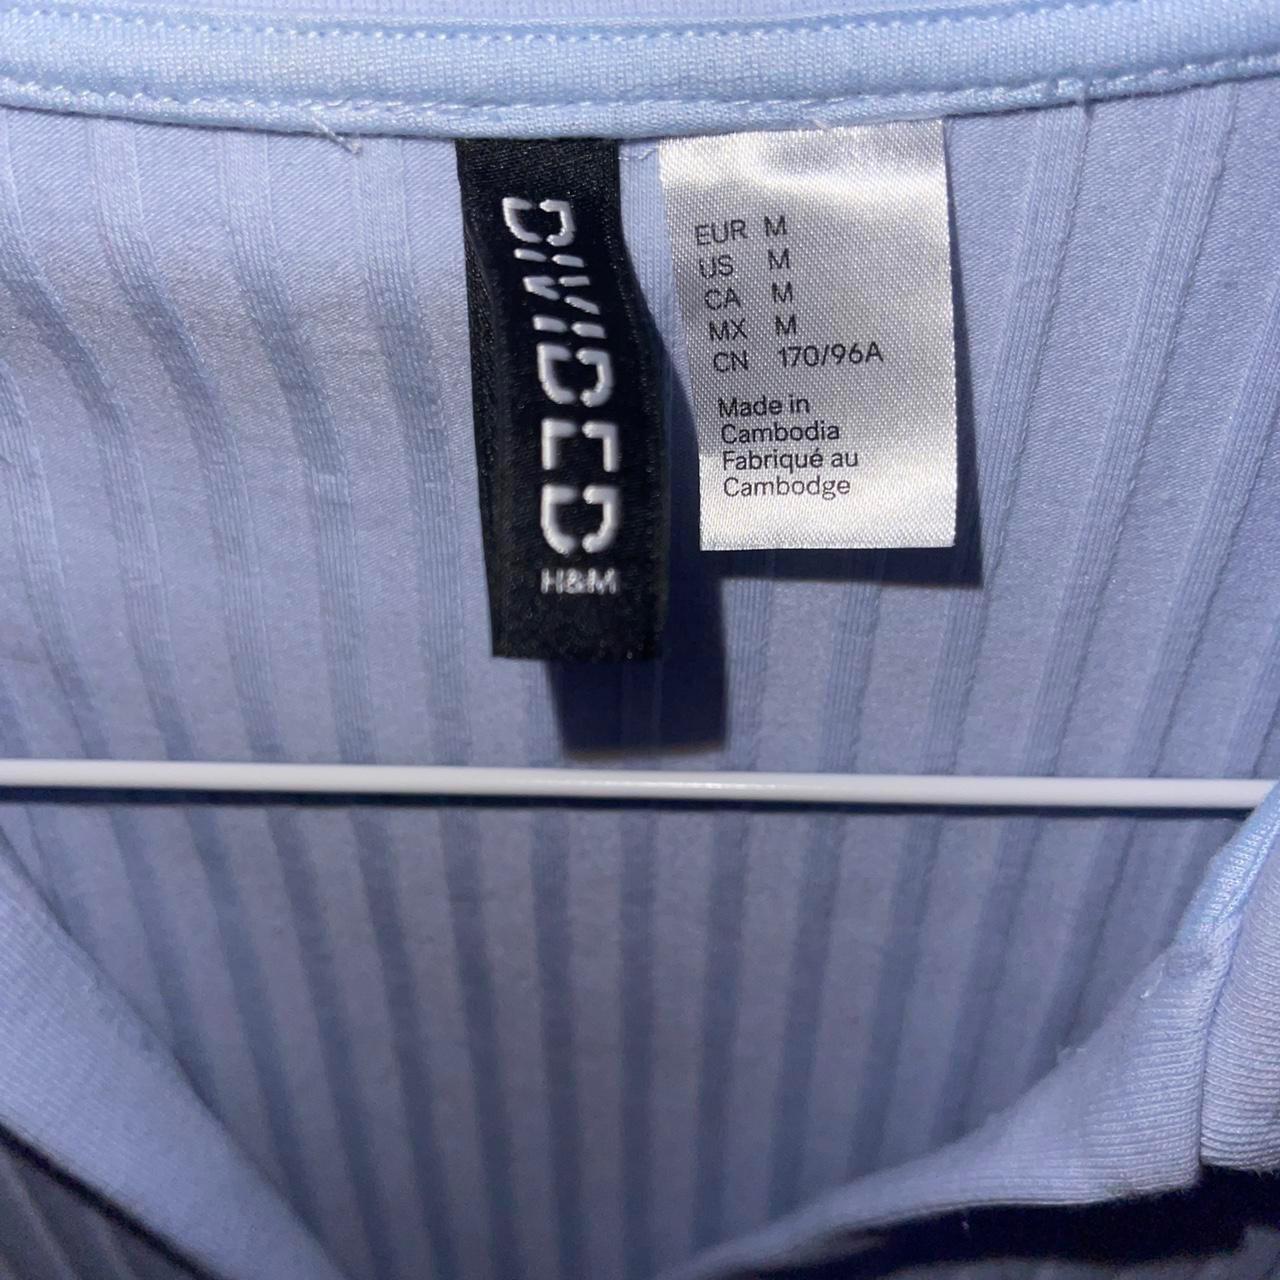 DIVIDED
H&M
EUR M
US M
CA M
MX M
CN 170/96A
Made in
Cambodia
Fabriqué au
Cambodge